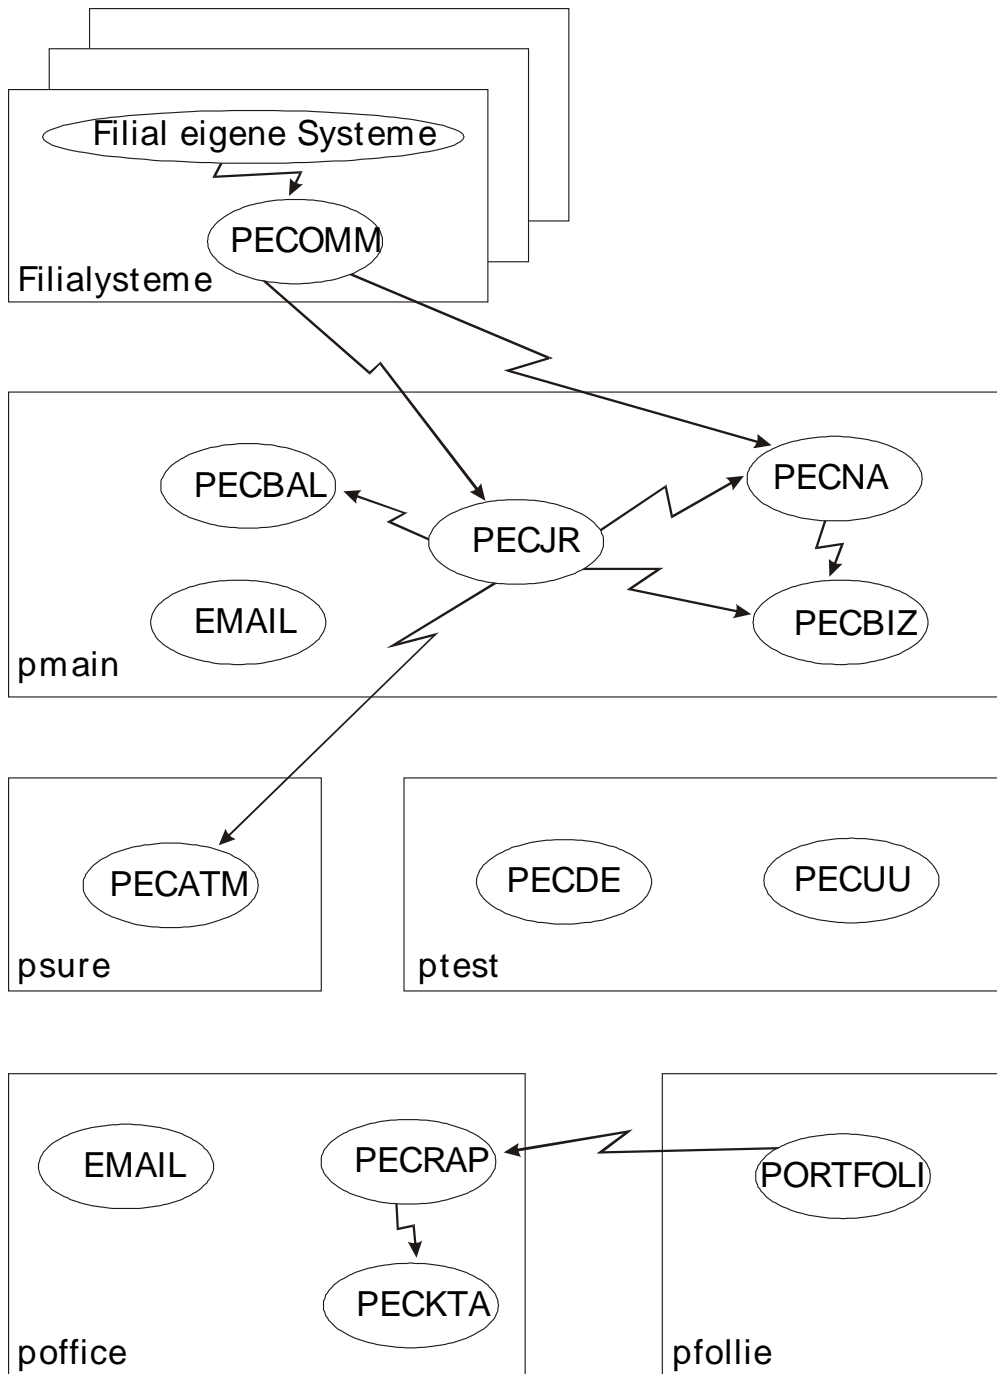 Filial eigene Systeme
PECOMM
Filialysteme
PECBAL
PECNA
PECJR
EMAIL
PECBIZ
pmain
PECATM
PECDE
PECUU
psure
ptest
EMAIL
PECRAP
PORTFOLI
PECKTA
poffice
pfollie